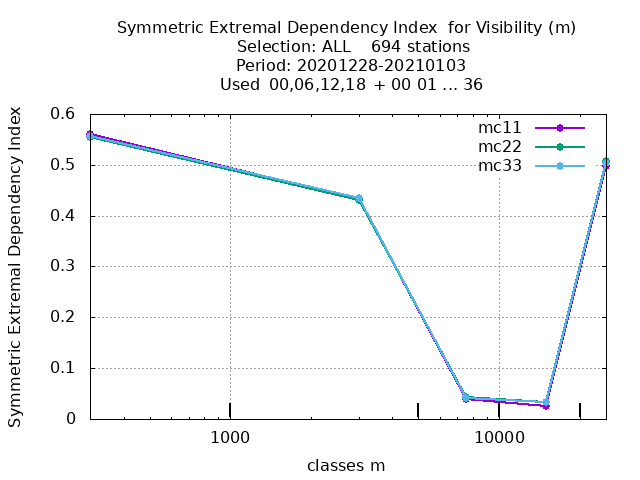 Symmetric Extremal Dependency Index  for Visibility (m)
Selection: ALL    694 stations
Period: 20201228-20210103
Used  00,06,12,18  + 00 01 ... 36
Symmetric Extremal Dependency Index
0.6
0.5
0.4
0.3
0.2
0.1
0
mc11
mc22
mc33
1000
10000
classes m